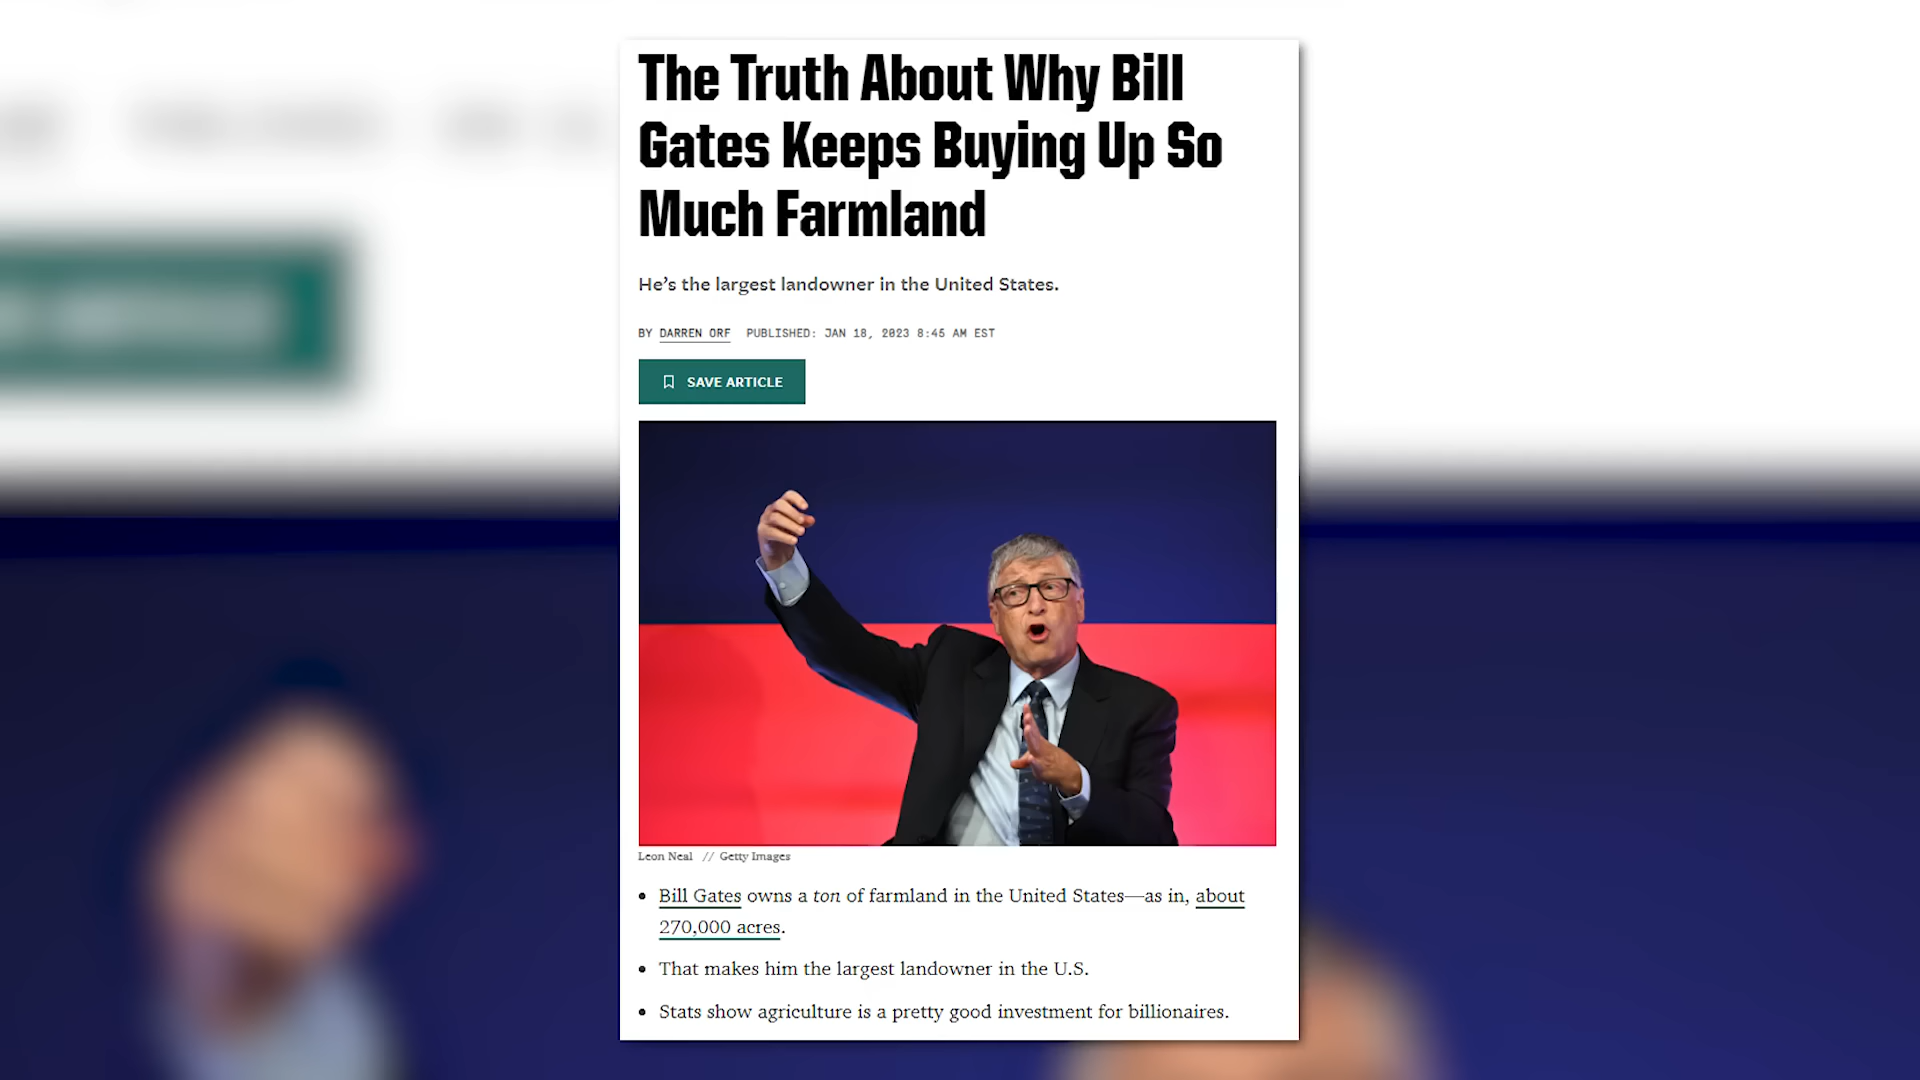 The Truth About Why Bill
Gates Keeps Buying Up So
Much Farmland
He's the largest landowner in the United States.
BY DARREN ORF PUBLISHED: JAN 18, 2023 8:45 AM EST
SAVE ARTICLE
Leon Neal // Getty Images
• Bill Gates owns a ton of farmland in the United States—as in, about
270,000 acres.
• That makes him the largest landowner in the U.S.
• Stats show agriculture is a pretty good investment for billionaires.